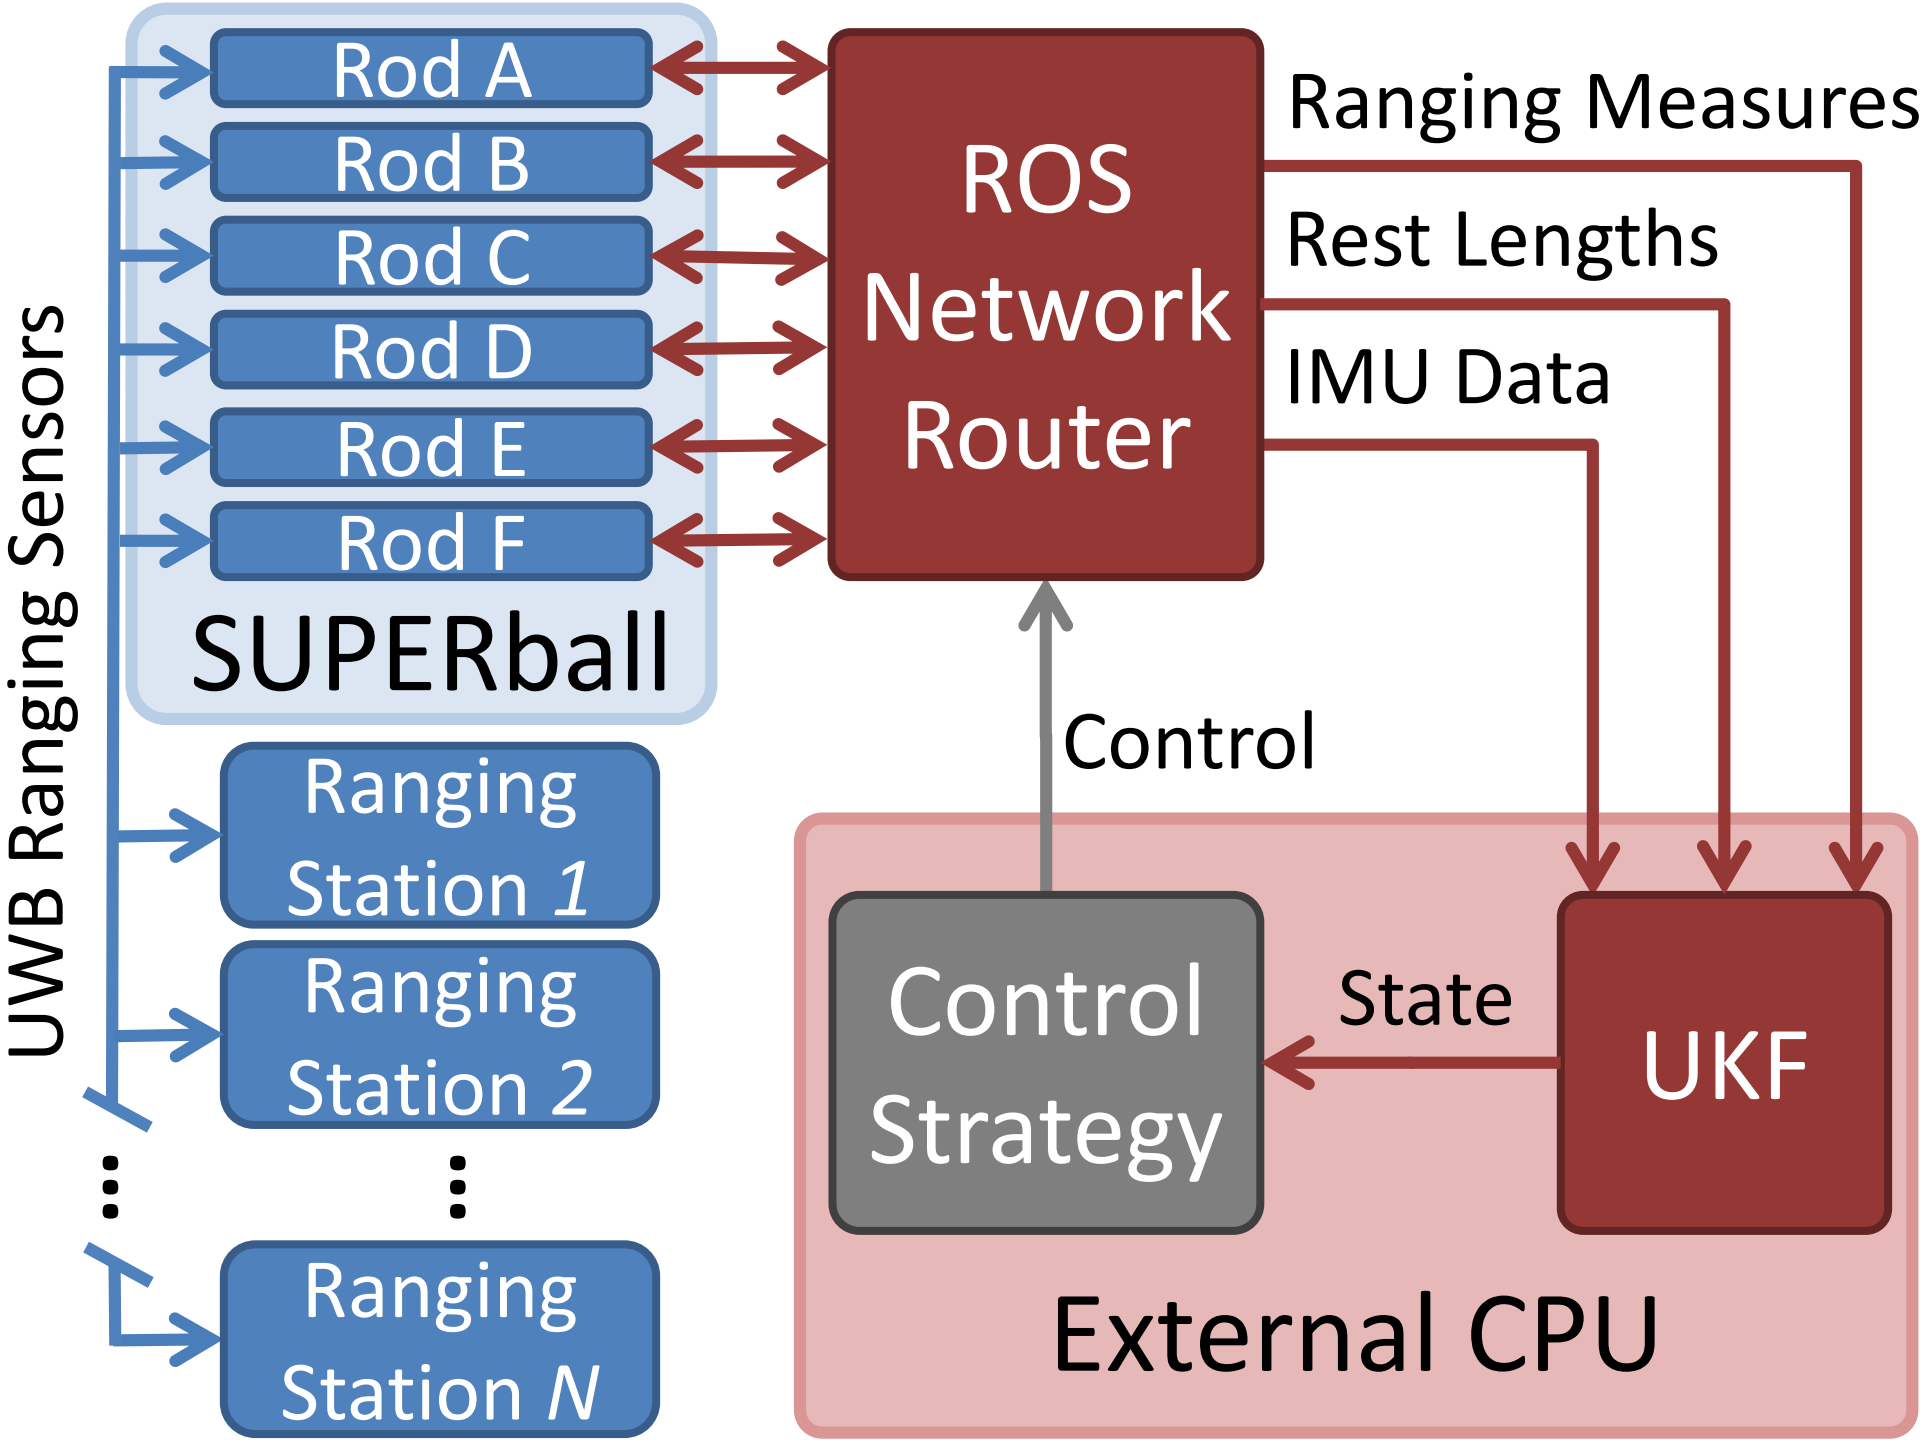 UWB Ranging Sensors
Rod A
Rod B
Rod C
Rod D
Rod E
Rod F
SUPERball
Ranging
Station 1
Ranging
Station 2
Ranging
Station N
ROS
Network
Router
Ranging Measures
Rest Lengths
IMU Data
Control
Control
Strategy
State
UKF
External CPU